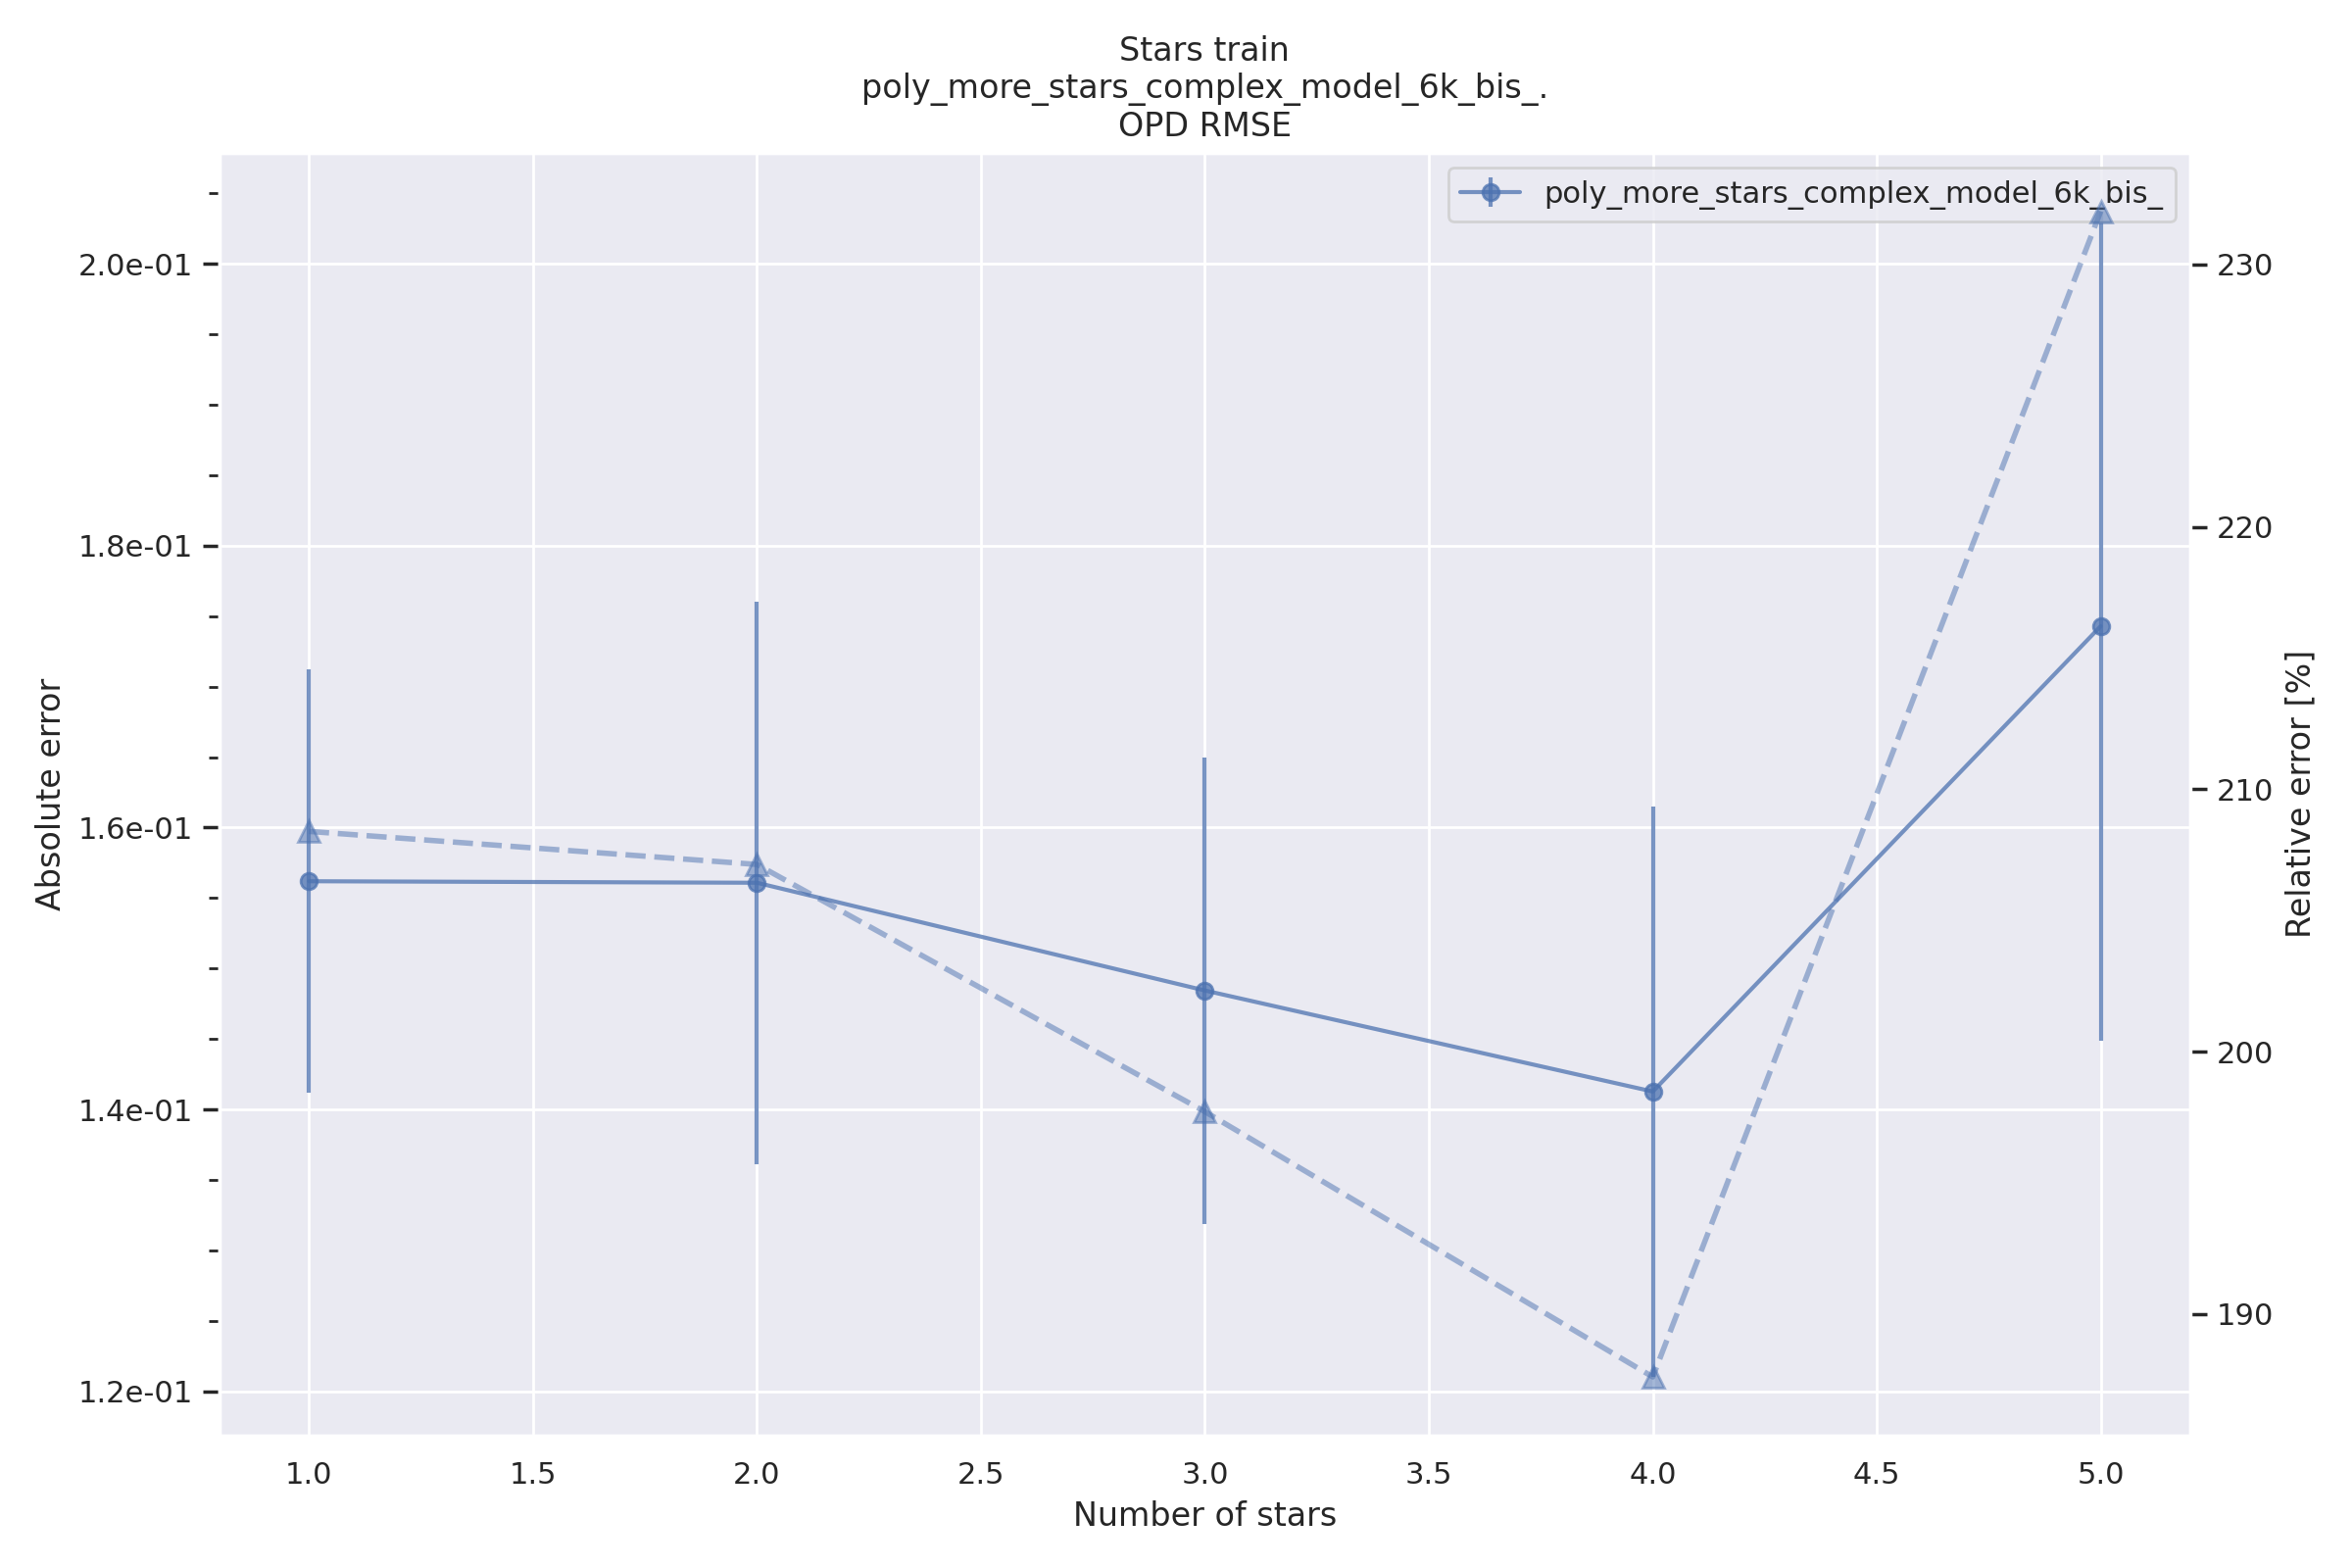 Stars train
poly_more_stars_complex_model_6k_bis_.
OPD RMSE
poly_more_stars_complex_model_6k_bis_
2.0e-01
1.8e-01
1.6e-01
1.4e-01
1.2e-01
Absolute error
230
220
210
200
190
Relative error [%]
1.0 1.5 2.0 2.5 3.0 3.5 4.0 4.5 5.0
Number of stars